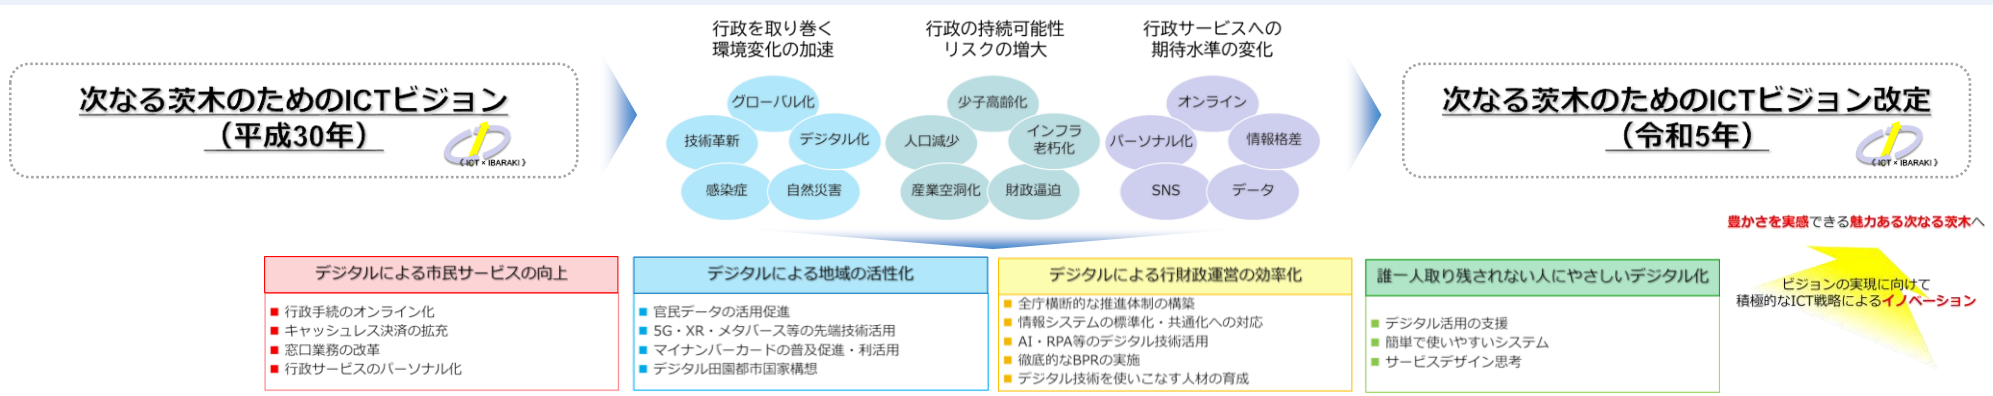 次なる茨木のためのICTビジョン
（平成30年）
《 ICT × IBARAKI 》
行政を取り巻く
環境変化の加速
グローバル化
技術革新
デジタル化
感染症
自然災害
行政の持続可能性
リスクの増大
少子高齢化
人口減少
インフラ
老朽化
産業空洞化
財政逼迫
行政サービスへの
期待水準の変化
オンライン
パーソナル化
情報格差
SNS
データ
次なる茨木のためのICTビジョン改定
（令和5年）
《 ICT × IBARAKI 》
デジタルによる市民サービスの向上
■ 行政手続のオンライン化
■ キャッシュレス決済の拡充
■ 窓口業務の改革
■ 行政サービスのパーソナル化
デジタルによる地域の活性化
■ 官民データの活用促進
■ 5G・XR・メタバース等の先端技術活用
■ マイナンバーカードの普及促進・利活用
■ デジタル田園都市国家構想
デジタルによる行財政運営の効率化
■ 全庁横断的な推進体制の構築
■ 情報システムの標準化・共通化への対応
■ AI・RPA等のデジタル技術活用
■ 徹底的なBPRの実施
■ デジタル技術を使いこなす人材の育成
誰一人取り残されない人にやさしいデジタル化
■ デジタル活用の支援
■ 簡単で使いやすいシステム
■ サービスデザイン思考
豊かさを実感できる魅力ある次なる茨木へ
ビジョンの実現に向けて
積極的なICT戦略によるイノベーション